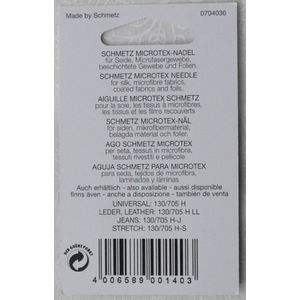 Made by Schmetz
0704036
SCHMETZ MICROTEX-NADEL
für Seide, Microfasergewebe,
beschichtete Gewebe und Folien.
SCHMETZ MICROTEX NEEDLE
for silk, microfibre fabrics,
coated fabrics and foils.
AIGUILLE MICROTEX SCHMETZ
pour la soie, les tissus à microfibres,
les tissus et les films recouverts
SCHMETZ MICROTEX-NÅL
för siden, mikrofibermaterial,
belagda material och folier.
AGO SCHMETZ MICROTEX
per seta, tessuti in microfibra,
tessuti rivestiti e pellicole
AGUJA SCHMETZ PARA MICROTEX
para seda, tejidos de microfibra,
laminados y láminas
Auch erhältlich - also available - aussi disponible
finns även - anche a disposizione - también de venta
UNIVERSAL: 130/705 H
LEDER, LEATHER: 130/705 H LL
JEANS: 130/705 H-J
STRETCH: 130/705 H-S
DER GRÜNE PUNKT
4 006589 001403